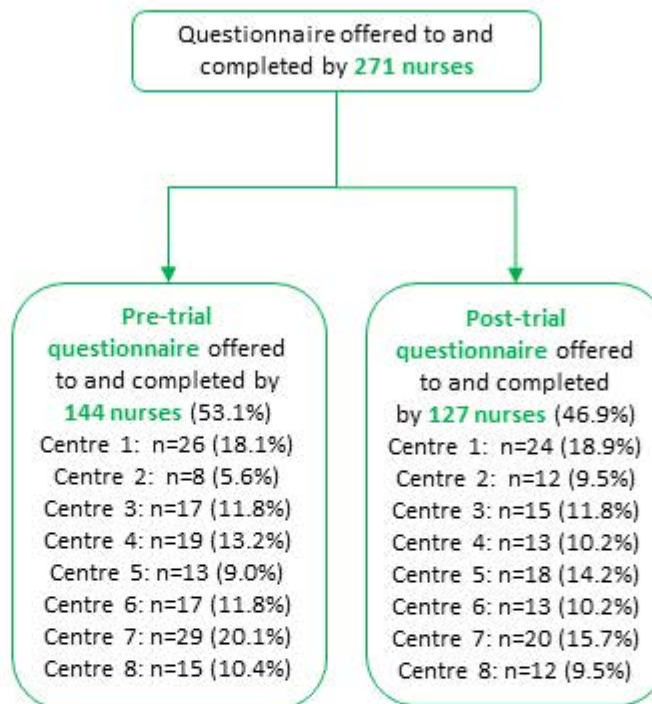 Questionnaire offered to and
completed by 271 nurses
Pre-trial
questionnaire offered
to and completed by
144 nurses (53.1%)
Centre 1: n=26 (18.1%)
Centre 2: n=8 (5.6%)
Centre 3: n=17 (11.8%)
Centre 4: n=19 (13.2%)
Centre 5: n=13 (9.0%)
Centre 6: n=17 (11.8%)
Centre 7: n=29 (20.1%)
Centre 8: n=15 (10.4%)
Post-trial
questionnaire offered
to and completed
by 127 nurses (46.9%)
Centre 1: n=24 (18.9%)
Centre 2: n=12 (9.5%)
Centre 3: n=15 (11.8%)
Centre 4: n=13 (10.2%)
Centre 5: n=18 (14.2%)
Centre 6: n=13 (10.2%)
Centre 7: n=20 (15.7%)
Centre 8: n=12 (9.5%)